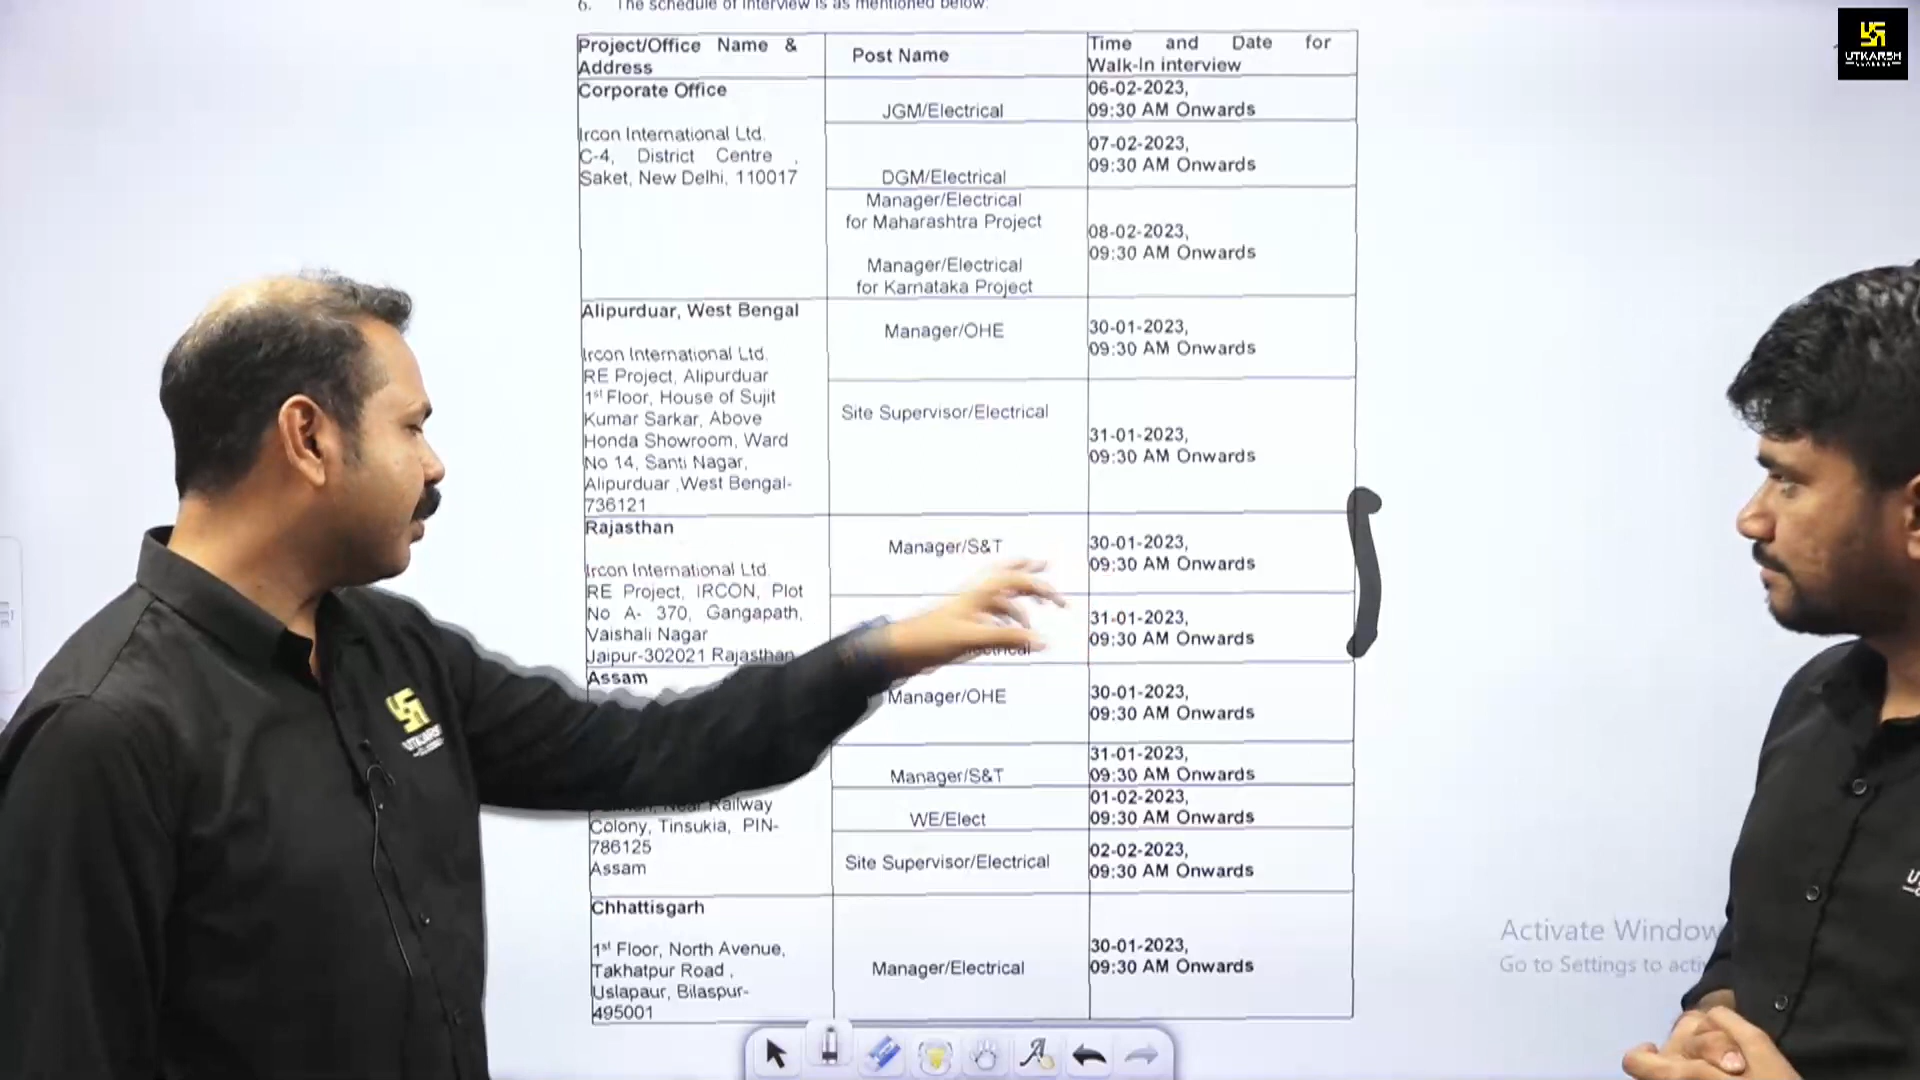 6. The schedule of interview is as mentioned below:
Project/Office Name &
Address
Post Name
Time and Date for
Walk-In interview
Corporate Office
Ircon International Ltd.
C-4, District Centre ,
Saket, New Delhi, 110017
JGM/Electrical
06-02-2023,
09:30 AM Onwards
DGM/Electrical
07-02-2023,
09:30 AM Onwards
Manager/Electrical
for Maharashtra Project
Manager/Electrical
for Karnataka Project
08-02-2023,
09:30 AM Onwards
Alipurduar, West Bengal
Ircon International Ltd.
RE Project, Alipurduar
1st Floor, House of Sujit
Kumar Sarkar, Above
Honda Showroom, Ward
No 14, Santi Nagar,
Alipurduar ,West Bengal-
736121
Manager/OHE
30-01-2023,
09:30 AM Onwards
Site Supervisor/Electrical
31-01-2023,
09:30 AM Onwards
Rajasthan
Ircon International Ltd.
RE Project, IRCON, Plot
No A- 370, Gangapath,
Vaishali Nagar
Jaipur-302021 Rajasthan
Manager/S&T
30-01-2023,
09:30 AM Onwards
31-01-2023,
09:30 AM Onwards
Assam
Near Railway
Colony, Tinsukia, PIN-
786125
Assam
Manager/OHE
30-01-2023,
09:30 AM Onwards
Manager/S&T
31-01-2023,
09:30 AM Onwards
WE/Elect
01-02-2023,
09:30 AM Onwards
Site Supervisor/Electrical
02-02-2023,
09:30 AM Onwards
Chhattisgarh
1st Floor, North Avenue,
Takhatpur Road ,
Uslapaur, Bilaspur-
495001
Manager/Electrical
30-01-2023,
09:30 AM Onwards
UTKARSH
CLASSES
UTKARSH
Activate Window
Go to Settings to acti